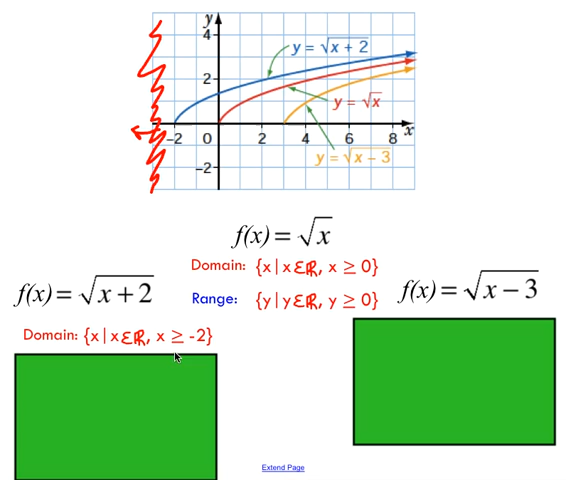 y
4
y = √x + 2
2
y = √x
-2
0
2
4
6
8
x
y = √x - 3
-2
f(x) = √x
Domain: {x | x ε ℝ, x ≥ 0}
f(x) = √x + 2
Range: {y | y ε ℝ, y ≥ 0}
f(x) = √x - 3
Domain: {x | x ε ℝ, x ≥ -2}
Extend Page